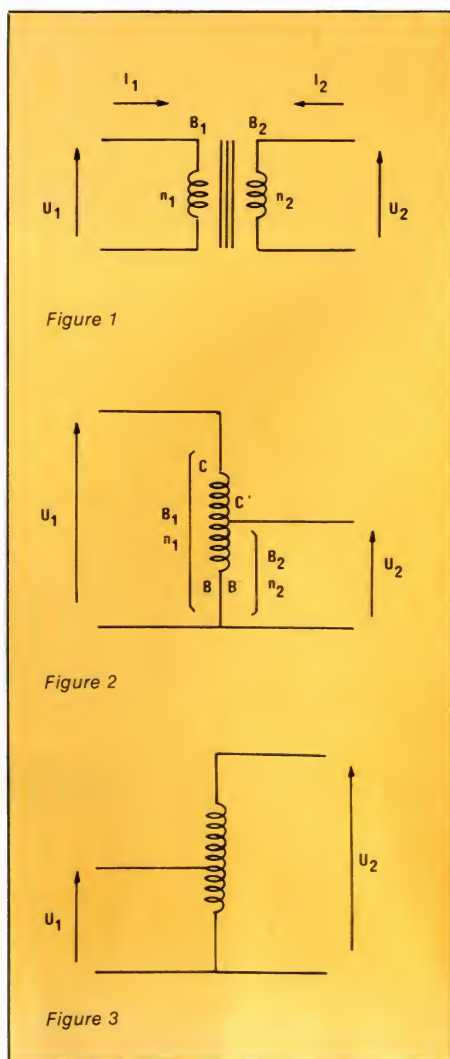 I₁ I₂
B₁ B₂
U₁ n₁ n₂ U₂
Figure 1
C
U₁ B₁ C'
n₁ B₂ U₂
B B n₂
Figure 2
U₂
U₁
Figure 3